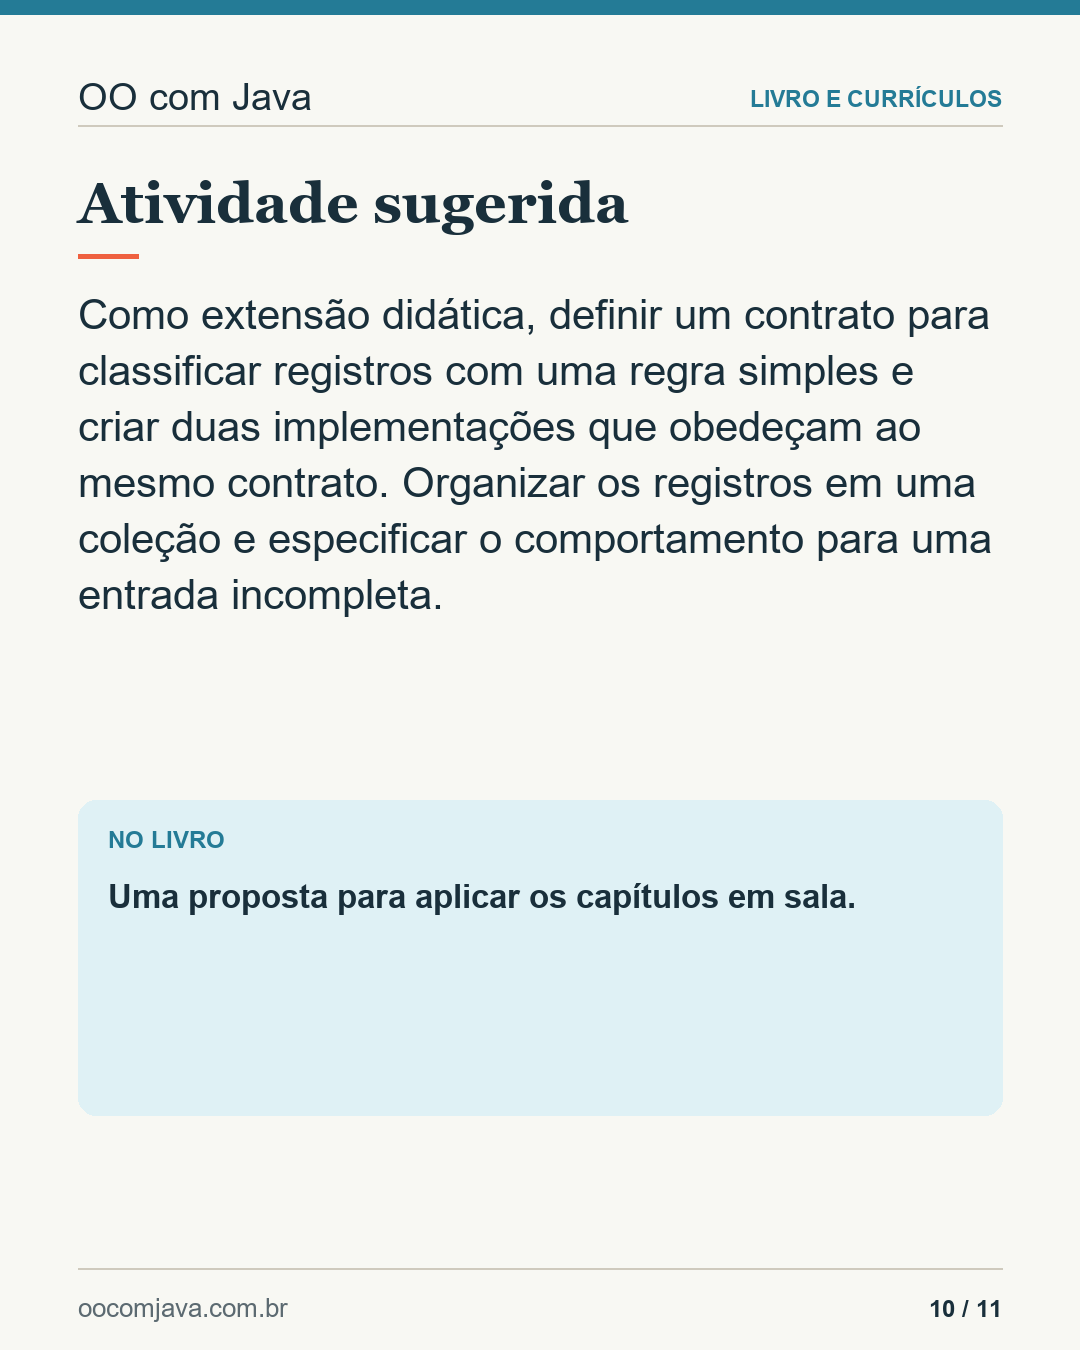 OO com Java
LIVRO E CURRÍCULOS
Atividade sugerida
Como extensão didática, definir um contrato para
classificar registros com uma regra simples e
criar duas implementações que obedeçam ao
mesmo contrato. Organizar os registros em uma
coleção e especificar o comportamento para uma
entrada incompleta.
NO LIVRO
Uma proposta para aplicar os capítulos em sala.
oocomjava.com.br
10 / 11